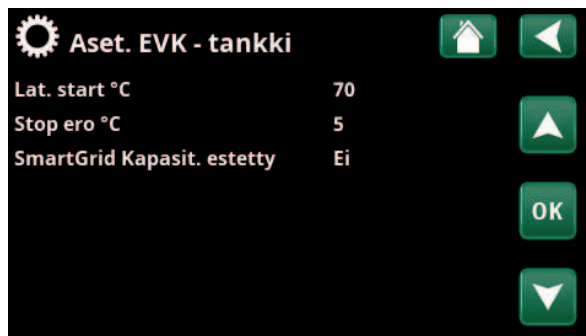 Aset. EVK - tankki
Lat. start °C 70
Stop ero °C 5
SmartGrid Kapasit. estetty Ei
OK